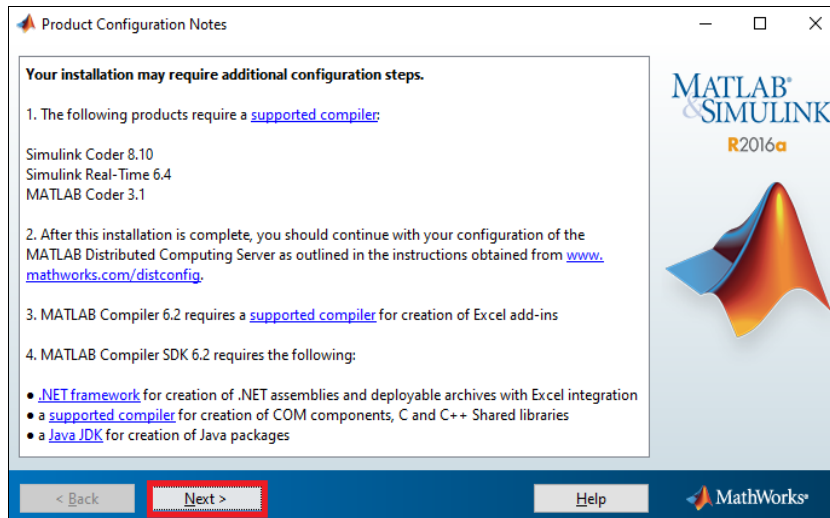 Product Configuration Notes
Your installation may require additional configuration steps.
1. The following products require a supported compiler:
Simulink Coder 8.10
Simulink Real-Time 6.4
MATLAB Coder 3.1
2. After this installation is complete, you should continue with your configuration of the
MATLAB Distributed Computing Server as outlined in the instructions obtained from www.
mathworks.com/distconfig.
3. MATLAB Compiler 6.2 requires a supported compiler for creation of Excel add-ins
4. MATLAB Compiler SDK 6.2 requires the following:
● .NET framework for creation of .NET assemblies and deployable archives with Excel integration
● a supported compiler for creation of COM components, C and C++ Shared libraries
● a Java JDK for creation of Java packages
MATLAB®
&SIMULINK
R2016a
< Back
Next >
Help
MathWorks®